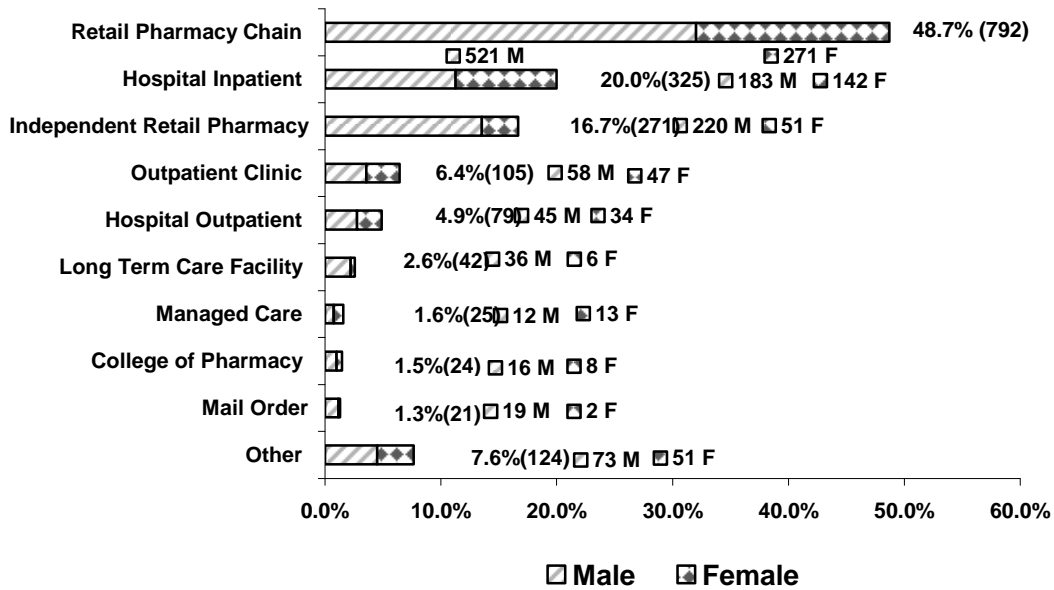 Retail Pharmacy Chain 48.7% (792)
521 M 271 F
Hospital Inpatient 20.0%(325) 183 M 142 F
Independent Retail Pharmacy 16.7%(271) 220 M 51 F
Outpatient Clinic 6.4%(105) 58 M 47 F
Hospital Outpatient 4.9%(79) 45 M 34 F
Long Term Care Facility 2.6%(42) 36 M 6 F
Managed Care 1.6%(25) 12 M 13 F
College of Pharmacy 1.5%(24) 16 M 8 F
Mail Order 1.3%(21) 19 M 2 F
Other 7.6%(124) 73 M 51 F
0.0% 10.0% 20.0% 30.0% 40.0% 50.0% 60.0%
Male Female